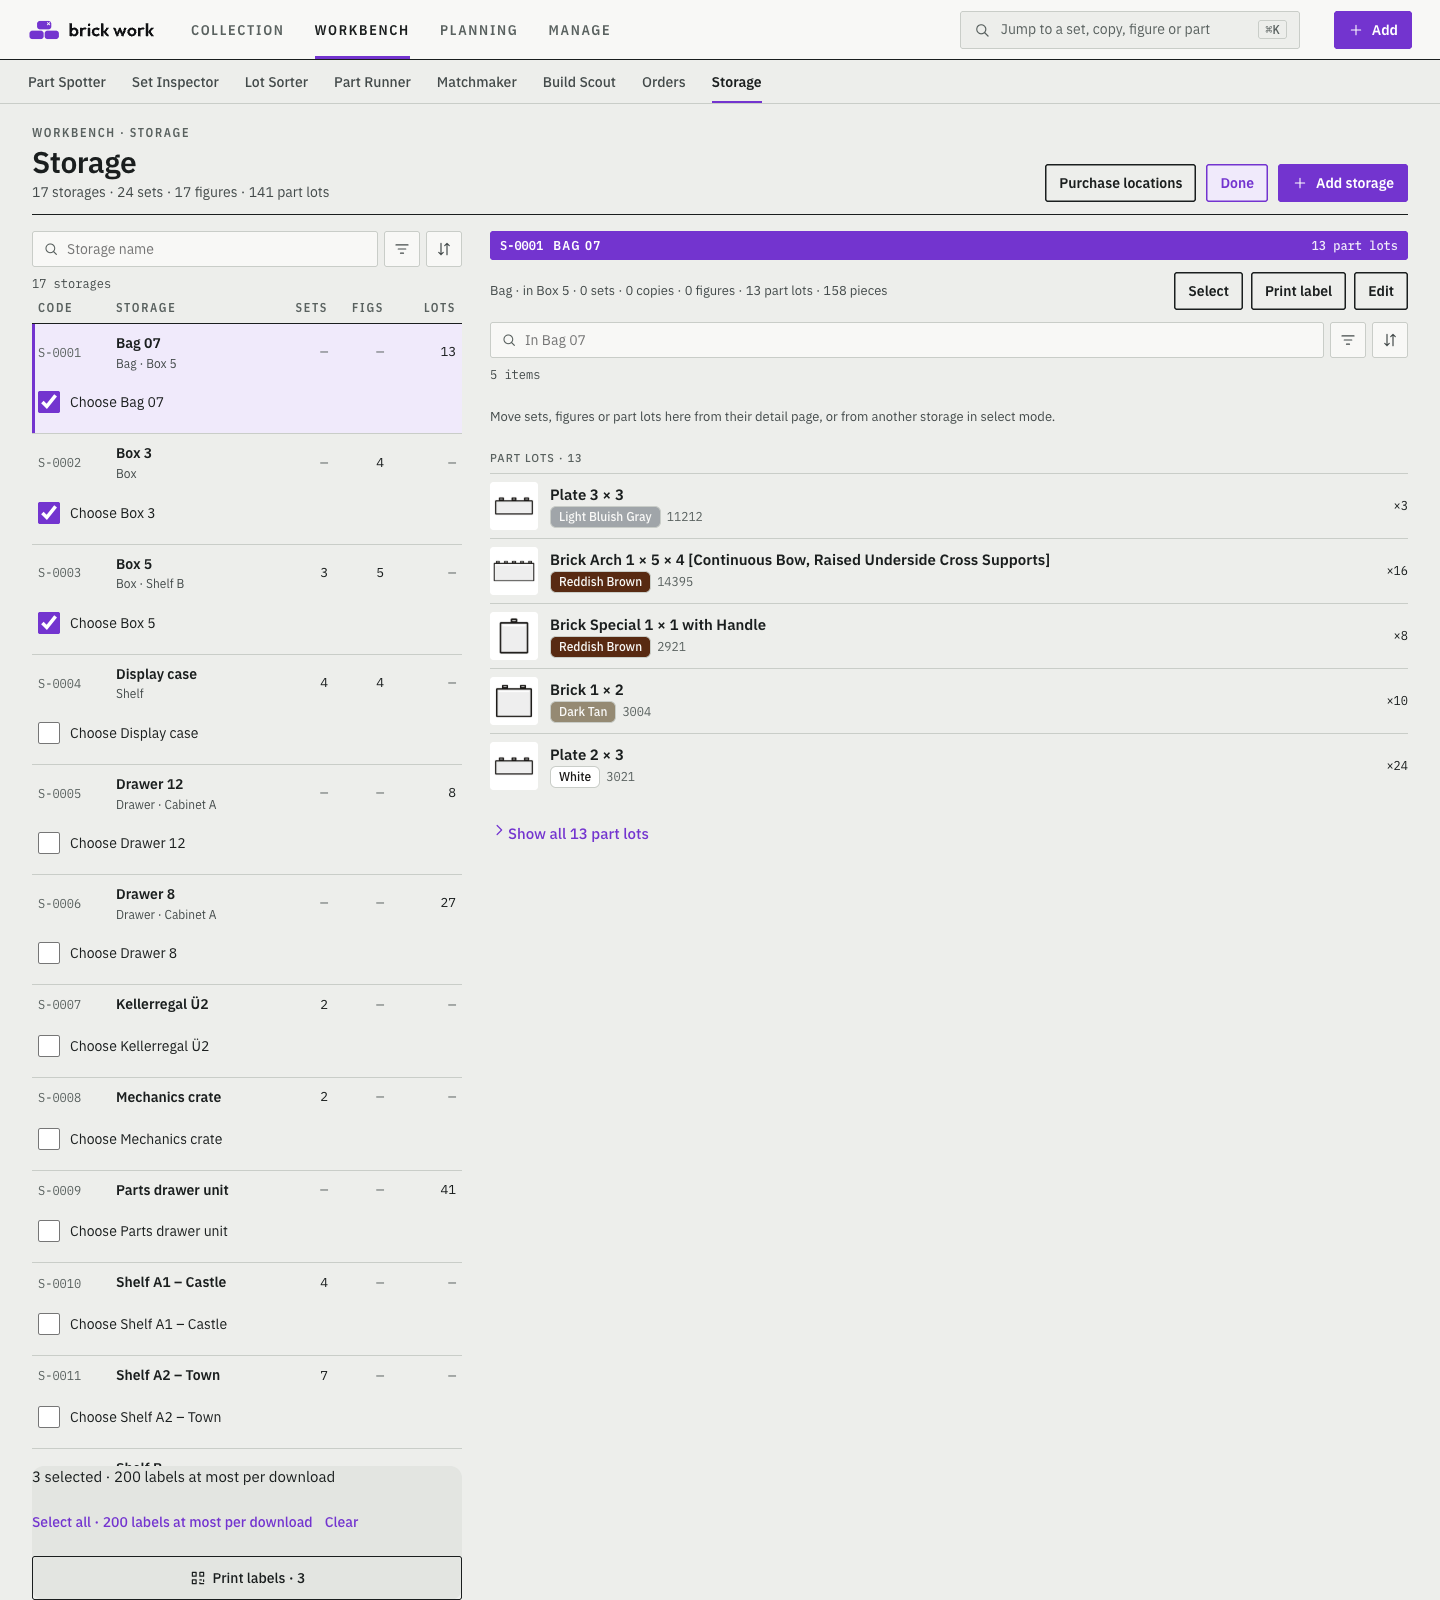 brick work
COLLECTION
WORKBENCH
PLANNING
MANAGE
Jump to a set, copy, figure or part
⌘K
Add
Part Spotter
Set Inspector
Lot Sorter
Part Runner
Matchmaker
Build Scout
Orders
Storage
WORKBENCH · STORAGE
Storage
17 storages · 24 sets · 17 figures · 141 part lots
Purchase locations
Done
Add storage
Storage name
17 storages
CODE STORAGE SETS FIGS LOTS
S-0001 Bag 07 – – 13
Bag · Box 5
Choose Bag 07
S-0002 Box 3 – 4 –
Box
Choose Box 3
S-0003 Box 5 3 5 –
Box · Shelf B
Choose Box 5
S-0004 Display case 4 4 –
Shelf
Choose Display case
S-0005 Drawer 12 – – 8
Drawer · Cabinet A
Choose Drawer 12
S-0006 Drawer 8 – – 27
Drawer · Cabinet A
Choose Drawer 8
S-0007 Kellerregal Ü2 2 – –
Choose Kellerregal Ü2
S-0008 Mechanics crate 2 – –
Choose Mechanics crate
S-0009 Parts drawer unit – – 41
Choose Parts drawer unit
S-0010 Shelf A1 – Castle 4 – –
Choose Shelf A1 – Castle
S-0011 Shelf A2 – Town 7 – –
Choose Shelf A2 – Town
Shelf B
3 selected · 200 labels at most per download
Select all · 200 labels at most per download Clear
Print labels · 3
S-0001 BAG 07 13 part lots
Bag · in Box 5 · 0 sets · 0 copies · 0 figures · 13 part lots · 158 pieces
Select
Print label
Edit
In Bag 07
5 items
Move sets, figures or part lots here from their detail page, or from another storage in select mode.
PART LOTS · 13
Plate 3 × 3
Light Bluish Gray 11212
×3
Brick Arch 1 × 5 × 4 [Continuous Bow, Raised Underside Cross Supports]
Reddish Brown 14395
×16
Brick Special 1 × 1 with Handle
Reddish Brown 2921
×8
Brick 1 × 2
Dark Tan 3004
×10
Plate 2 × 3
White 3021
×24
Show all 13 part lots